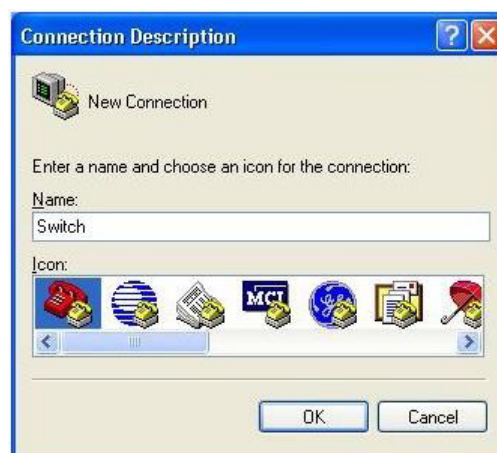 Connection Description
New Connection
Enter a name and choose an icon for the connection:
Name:
Switch
Icon:
MCI
OK Cancel